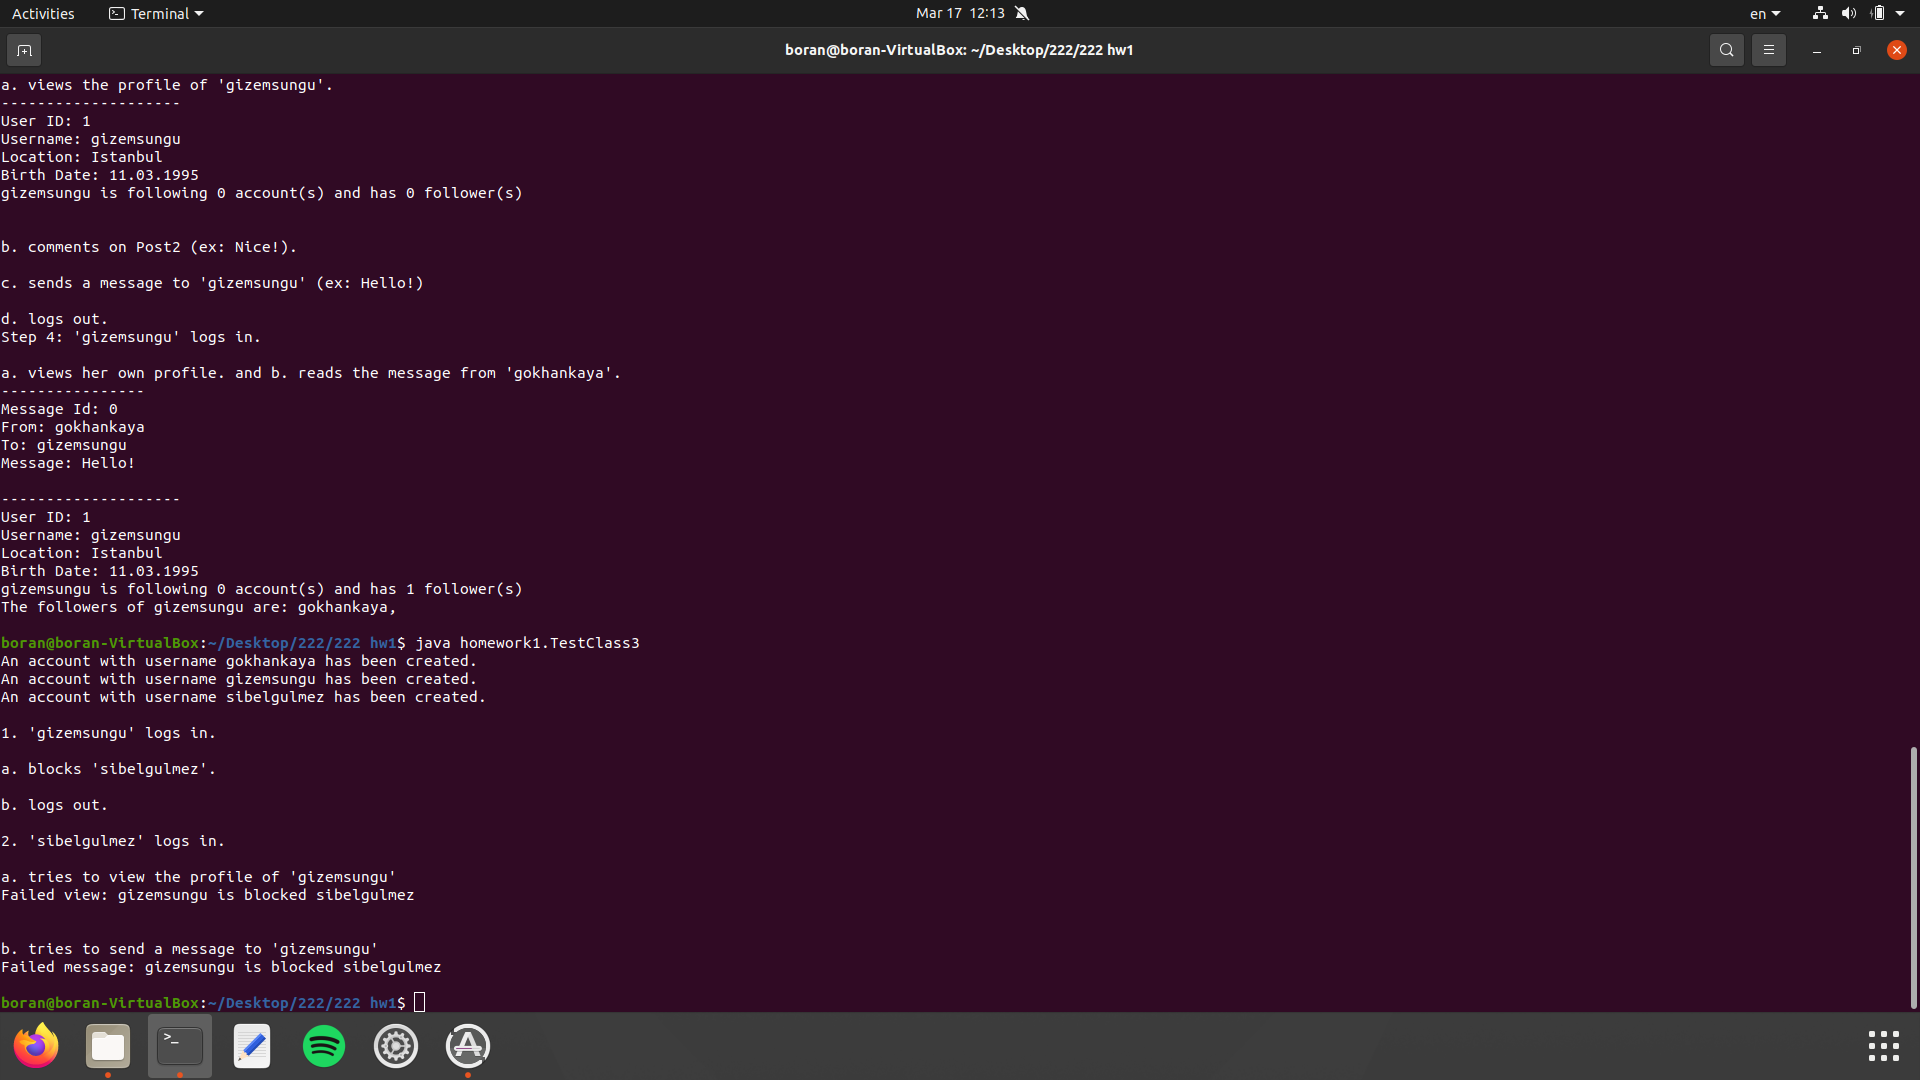 Activities
Terminal
Mar 17 12:13
en
boran@boran-VirtualBox: ~/Desktop/222/222 hw1
a. views the profile of 'gizemsungu'.
--------------------
User ID: 1
Username: gizemsungu
Location: Istanbul
Birth Date: 11.03.1995
gizemsungu is following 0 account(s) and has 0 follower(s)
b. comments on Post2 (ex: Nice!).
c. sends a message to 'gizemsungu' (ex: Hello!)
d. logs out.
Step 4: 'gizemsungu' logs in.
a. views her own profile. and b. reads the message from 'gokhankaya'.
----------------
Message Id: 0
From: gokhankaya
To: gizemsungu
Message: Hello!
--------------------
User ID: 1
Username: gizemsungu
Location: Istanbul
Birth Date: 11.03.1995
gizemsungu is following 0 account(s) and has 1 follower(s)
The followers of gizemsungu are: gokhankaya,
boran@boran-VirtualBox:~/Desktop/222/222 hw1$ java homework1.TestClass3
An account with username gokhankaya has been created.
An account with username gizemsungu has been created.
An account with username sibelgulmez has been created.
1. 'gizemsungu' logs in.
a. blocks 'sibelgulmez'.
b. logs out.
2. 'sibelgulmez' logs in.
a. tries to view the profile of 'gizemsungu'
Failed view: gizemsungu is blocked sibelgulmez
b. tries to send a message to 'gizemsungu'
Failed message: gizemsungu is blocked sibelgulmez
boran@boran-VirtualBox:~/Desktop/222/222 hw1$